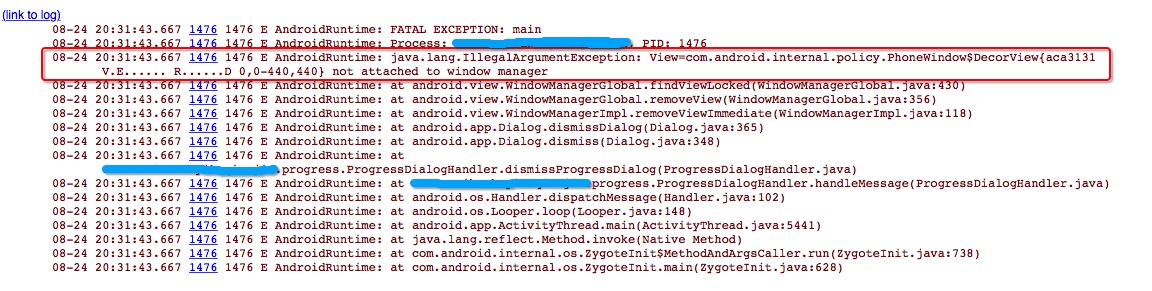 (link to log)
08-24 20:31:43.667 1476 1476 E AndroidRuntime: FATAL EXCEPTION: main
08-24 20:31:43.667 1476 1476 E AndroidRuntime: Process: , PID: 1476
08-24 20:31:43.667 1476 1476 E AndroidRuntime: java.lang.IllegalArgumentException: View=com.android.internal.policy.PhoneWindow$DecorView{aca3131
V.E...... R......D 0,0-440,440} not attached to window manager
08-24 20:31:43.667 1476 1476 E AndroidRuntime: at android.view.WindowManagerGlobal.findViewLocked(WindowManagerGlobal.java:430)
08-24 20:31:43.667 1476 1476 E AndroidRuntime: at android.view.WindowManagerGlobal.removeView(WindowManagerGlobal.java:356)
08-24 20:31:43.667 1476 1476 E AndroidRuntime: at android.view.WindowManagerImpl.removeViewImmediate(WindowManagerImpl.java:118)
08-24 20:31:43.667 1476 1476 E AndroidRuntime: at android.app.Dialog.dismissDialog(Dialog.java:365)
08-24 20:31:43.667 1476 1476 E AndroidRuntime: at android.app.Dialog.dismiss(Dialog.java:348)
08-24 20:31:43.667 1476 1476 E AndroidRuntime: at
.progress.ProgressDialogHandler.dismissProgressDialog(ProgressDialogHandler.java)
08-24 20:31:43.667 1476 1476 E AndroidRuntime: at progress.ProgressDialogHandler.handleMessage(ProgressDialogHandler.java)
08-24 20:31:43.667 1476 1476 E AndroidRuntime: at android.os.Handler.dispatchMessage(Handler.java:102)
08-24 20:31:43.667 1476 1476 E AndroidRuntime: at android.os.Looper.loop(Looper.java:148)
08-24 20:31:43.667 1476 1476 E AndroidRuntime: at android.app.ActivityThread.main(ActivityThread.java:5441)
08-24 20:31:43.667 1476 1476 E AndroidRuntime: at java.lang.reflect.Method.invoke(Native Method)
08-24 20:31:43.667 1476 1476 E AndroidRuntime: at com.android.internal.os.ZygoteInit$MethodAndArgsCaller.run(ZygoteInit.java:738)
08-24 20:31:43.667 1476 1476 E AndroidRuntime: at com.android.internal.os.ZygoteInit.main(ZygoteInit.java:628)